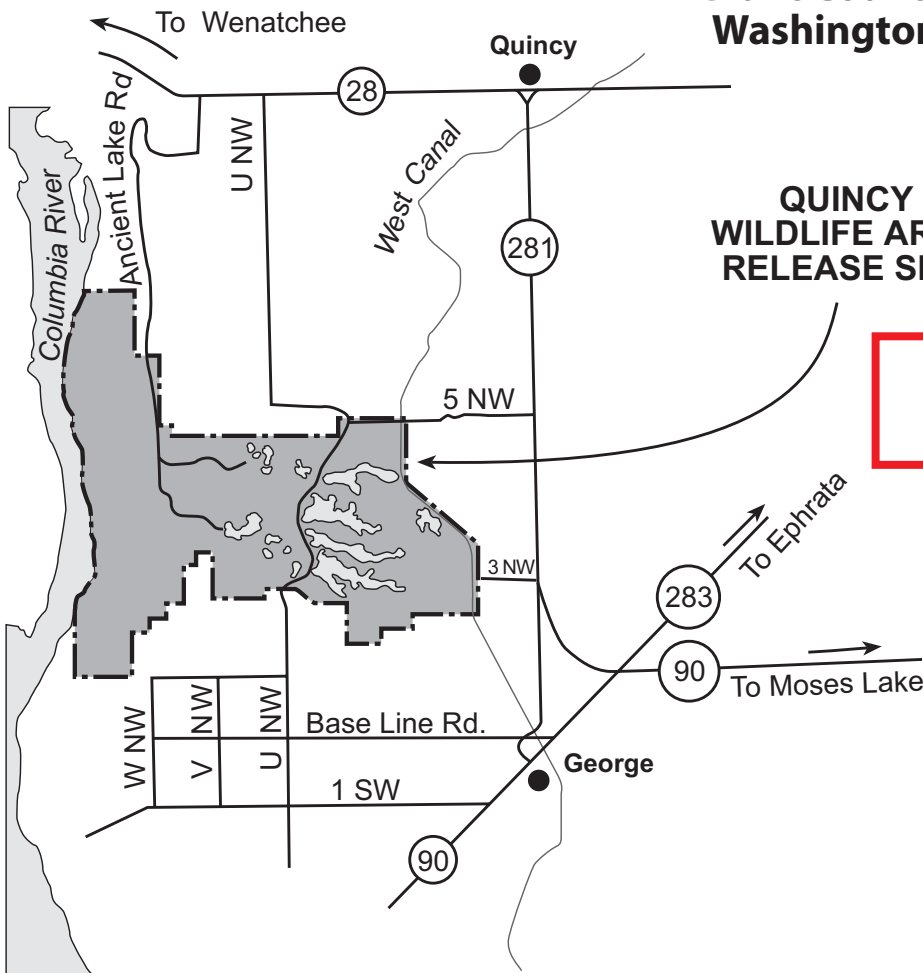 Washington
To Wenatchee
Quincy
28
Ancient Lake Rd
U NW
West Canal
Columbia River
281
QUINCY
WILDLIFE AR
RELEASE SI
5 NW
To Ephrata
3 NW
283
90
To Moses Lake
W NW
V NW
U NW
Base Line Rd.
George
1 SW
90